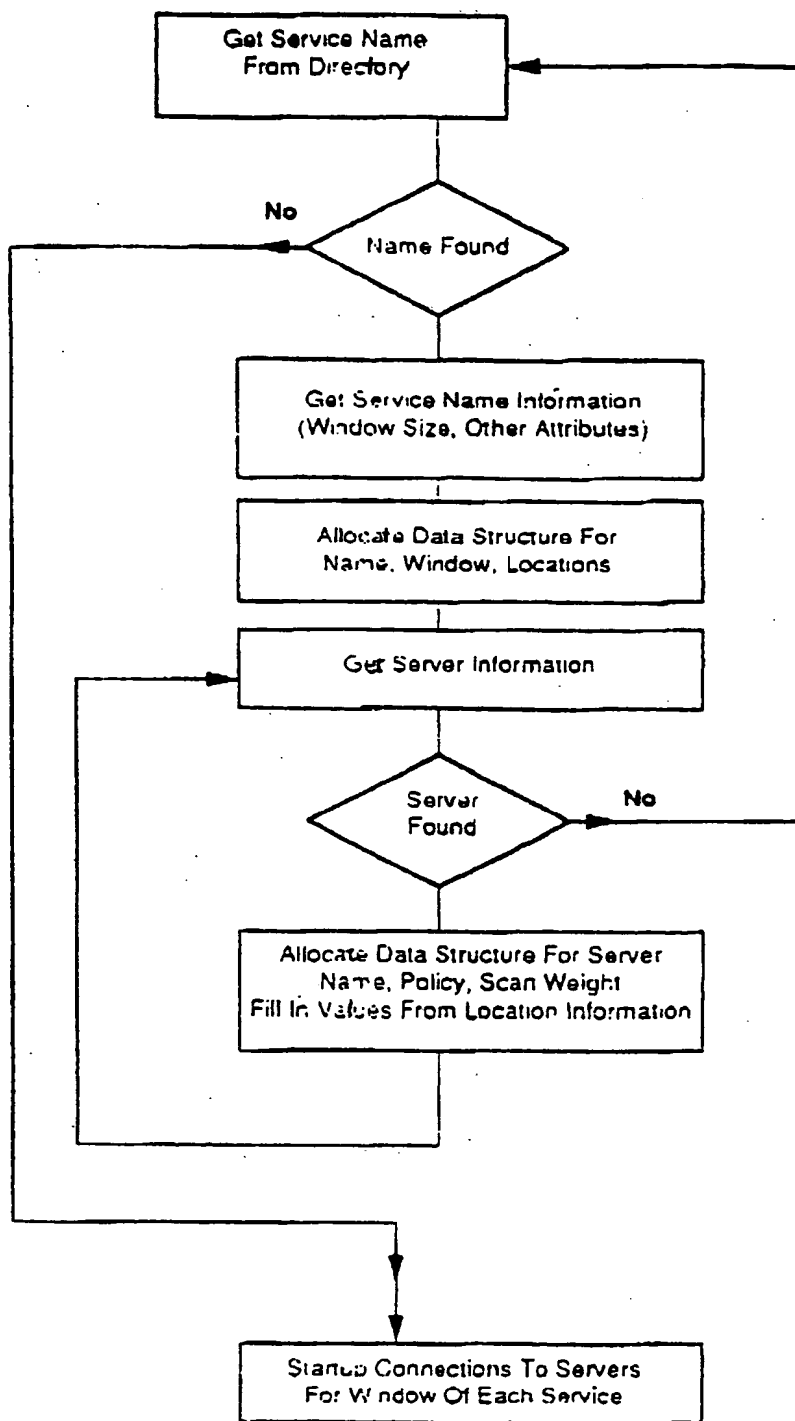 Get Service Name
From Directory
No
Name Found
Get Service Name Information
(Window Size, Other Attributes)
Allocate Data Structure For
Name, Window, Locations
Get Server Information
Server
Found
No
Allocate Data Structure For Server
Name, Policy, Scan Weight
Fill In Values From Location Information
Startup Connections To Servers
For Window Of Each Service